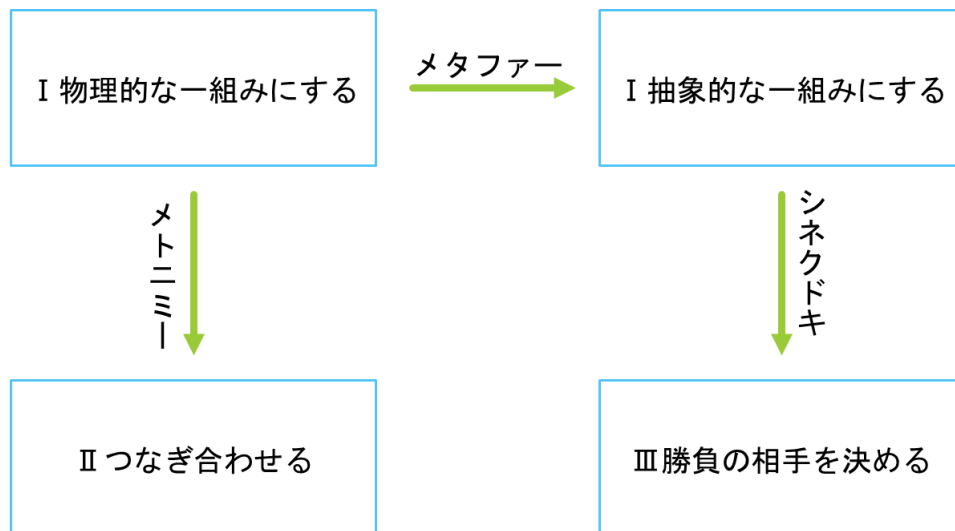 Ⅰ物理的な一組みにする
メタファー
Ⅰ抽象的な一組みにする
メトニミー
シネクドキ
Ⅱつなぎ合わせる
Ⅲ勝負の相手を決める